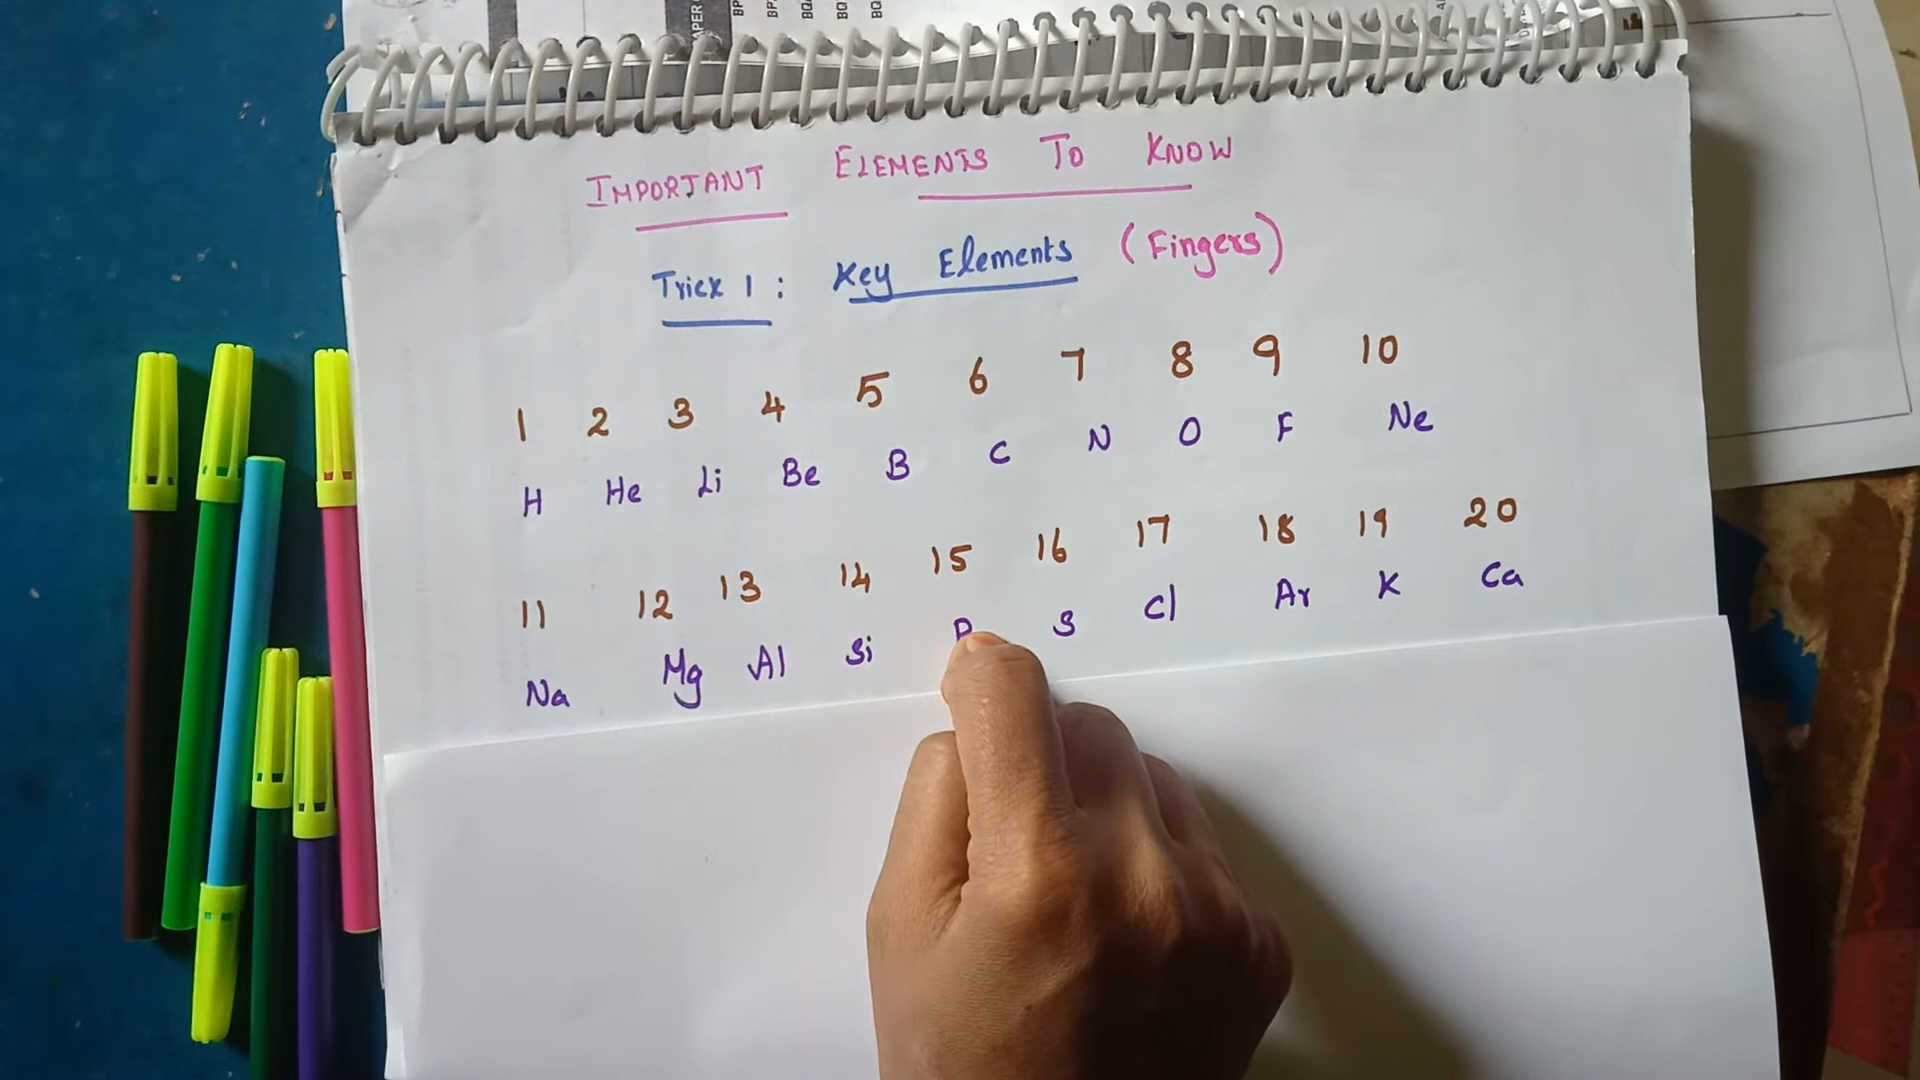 IMPORTANT ELEMENTS TO KNOW
Trick 1 : Key Elements (Fingers)
1 2 3 4 5 6 7 8 9 10
H He Li Be B C N O F Ne
11 12 13 14 15 16 17 18 19 20
Na Mg Al Si P S Cl Ar K Ca